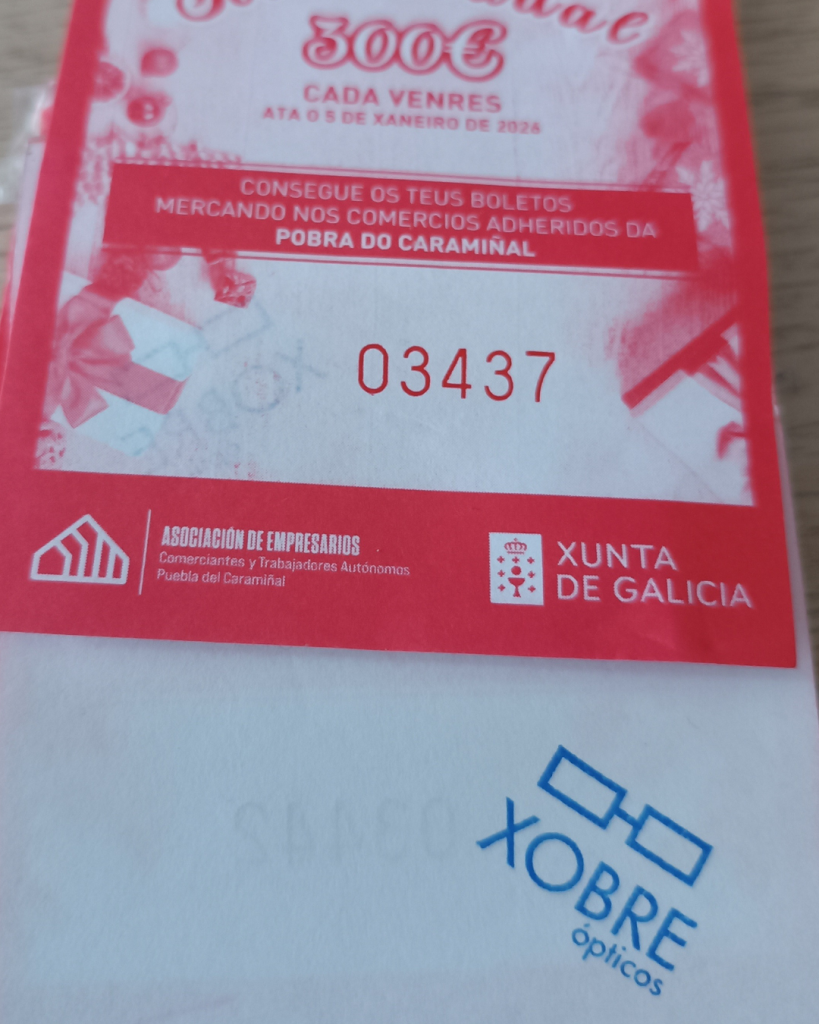 300€
CADA VENRES
ATA O 5 DE XANEIRO DE 2026
CONSEGUE OS TEUS BOLETOS
MERCANDO NOS COMERCIOS ADHERIDOS DA
POBRA DO CARAMIÑAL
03437
ASOCIACIÓN DE EMPRESARIOS
Comerciantes y Trabajadores Autónomos
Puebla del Caramiñal
XUNTA
DE GALICIA
03442
XOBRE
ópticos